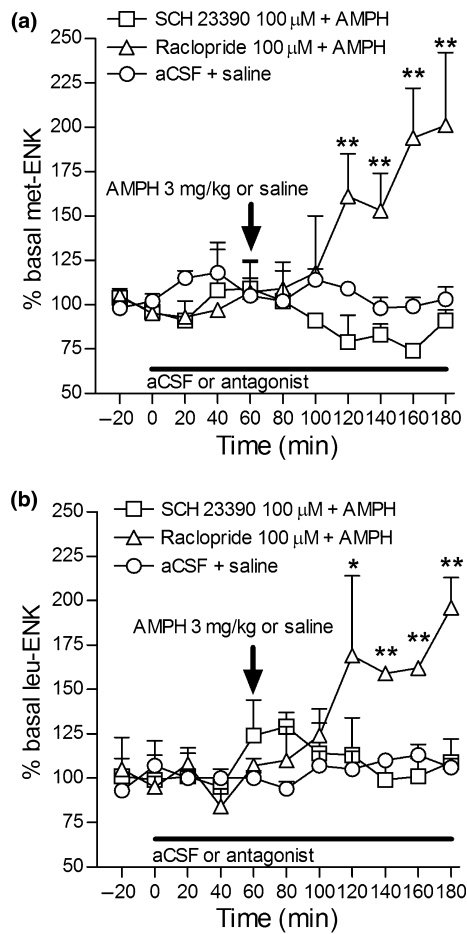 (a)
SCH 23390 100 μM + AMPH
Raclopride 100 μM + AMPH
aCSF + saline
250
225
200
175
150
125
100
75
50
% basal met-ENK
**
**
**
**
AMPH 3 mg/kg or saline
aCSF or antagonist
–20 0 20 40 60 80 100 120 140 160 180
Time (min)
(b)
SCH 23390 100 μM + AMPH
Raclopride 100 μM + AMPH
aCSF + saline
250
225
200
175
150
125
100
75
50
% basal leu-ENK
*
**
**
**
AMPH 3 mg/kg or saline
aCSF or antagonist
–20 0 20 40 60 80 100 120 140 160 180
Time (min)